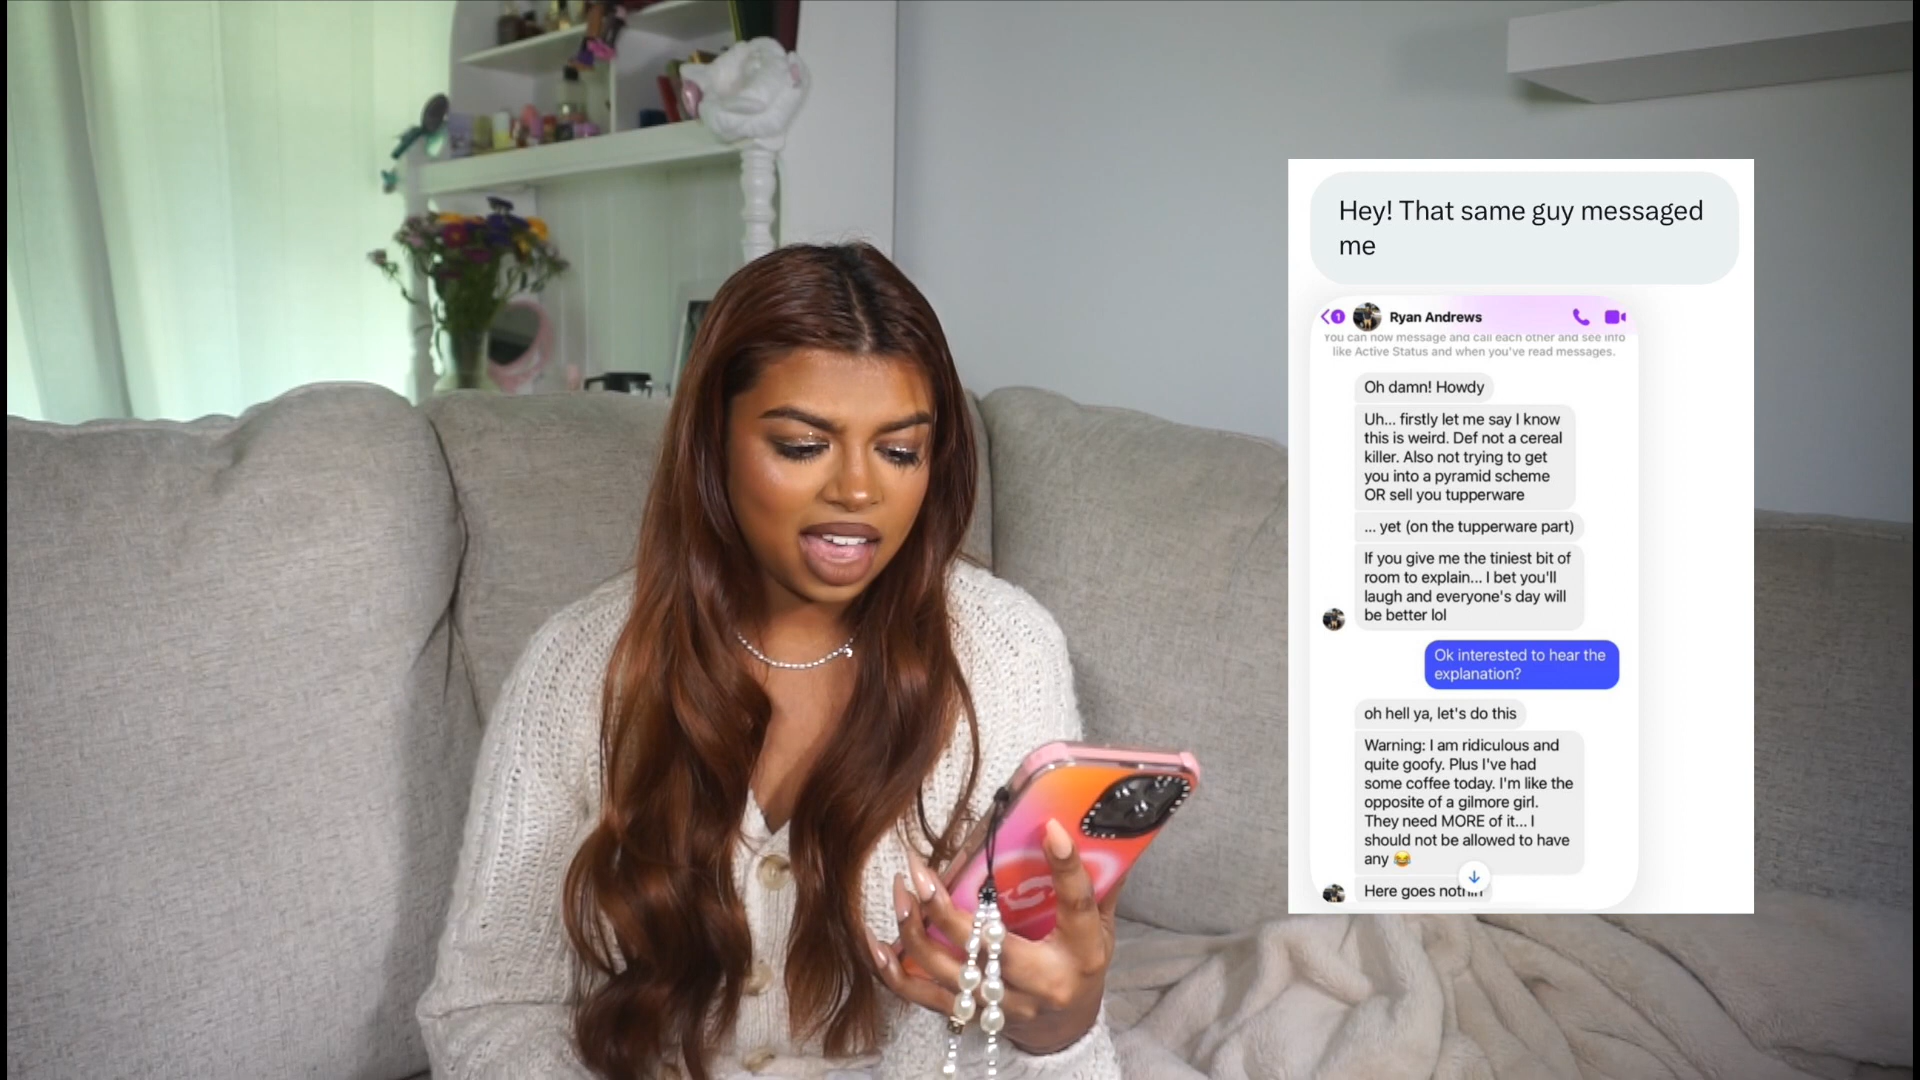 Hey! That same guy messaged
me
1
Ryan Andrews
You can now message and call each other and see info
like Active Status and when you've read messages.
Oh damn! Howdy
Uh... firstly let me say I know
this is weird. Def not a cereal
killer. Also not trying to get
you into a pyramid scheme
OR sell you tupperware
... yet (on the tupperware part)
If you give me the tiniest bit of
room to explain... I bet you'll
laugh and everyone's day will
be better lol
Ok interested to hear the
explanation?
oh hell ya, let's do this
Warning: I am ridiculous and
quite goofy. Plus I've had
some coffee today. I'm like the
opposite of a gilmore girl.
They need MORE of it... I
should not be allowed to have
any 😂
Here goes nothin